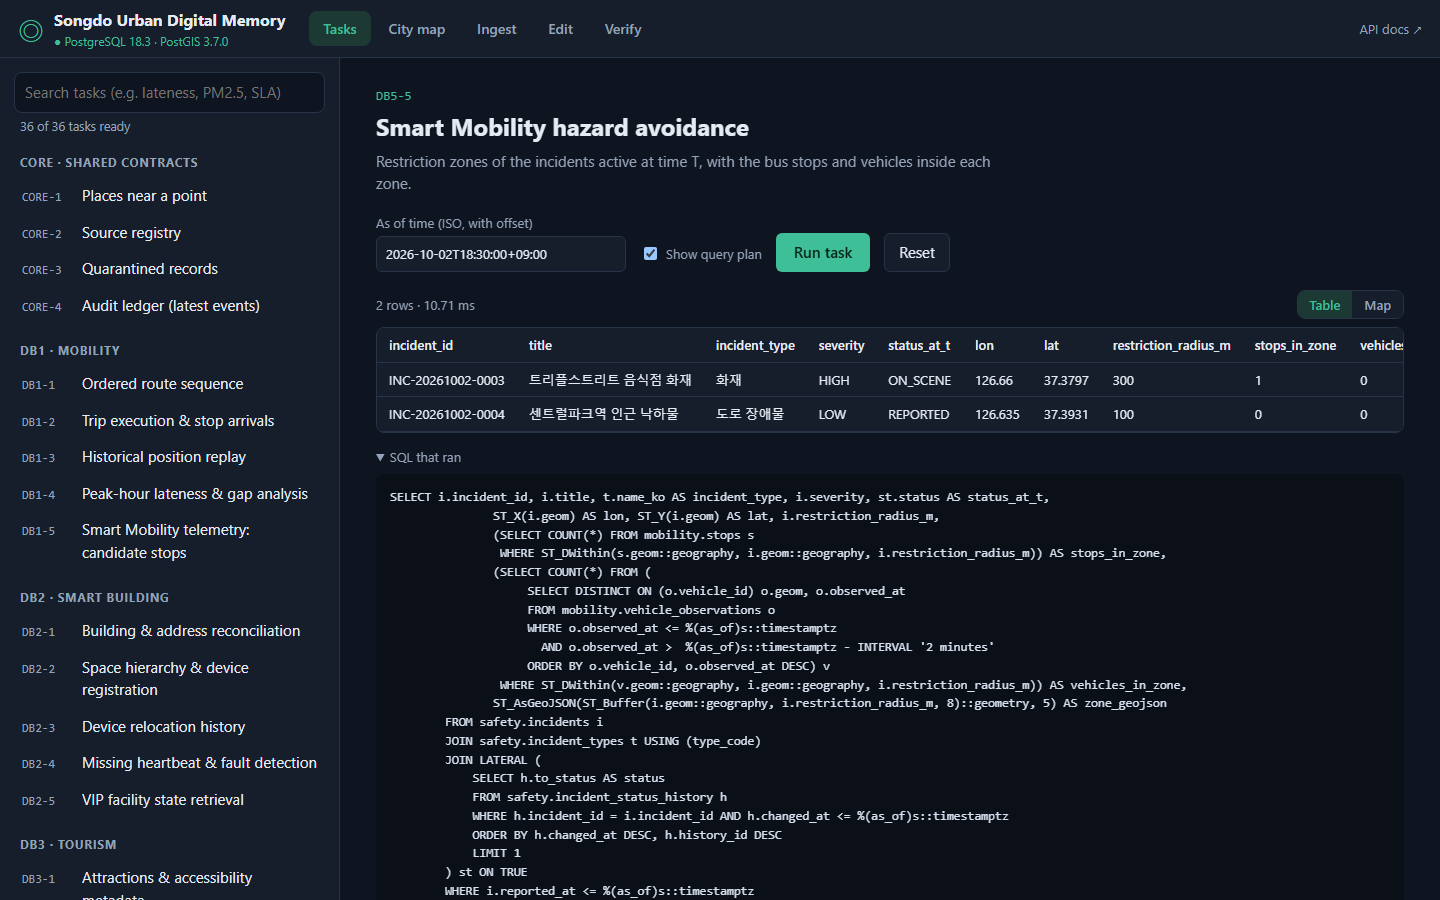 Songdo Urban Digital Memory
● PostgreSQL 18.3 · PostGIS 3.7.0
Tasks
City map
Ingest
Edit
Verify
API docs ↗
Search tasks (e.g. lateness, PM2.5, SLA)
36 of 36 tasks ready
CORE · SHARED CONTRACTS
CORE-1 Places near a point
CORE-2 Source registry
CORE-3 Quarantined records
CORE-4 Audit ledger (latest events)
DB1 · MOBILITY
DB1-1 Ordered route sequence
DB1-2 Trip execution & stop arrivals
DB1-3 Historical position replay
DB1-4 Peak-hour lateness & gap analysis
DB1-5 Smart Mobility telemetry:
candidate stops
DB2 · SMART BUILDING
DB2-1 Building & address reconciliation
DB2-2 Space hierarchy & device
registration
DB2-3 Device relocation history
DB2-4 Missing heartbeat & fault detection
DB2-5 VIP facility state retrieval
DB3 · TOURISM
DB3-1 Attractions & accessibility
metadata
DB5-5
Smart Mobility hazard avoidance
Restriction zones of the incidents active at time T, with the bus stops and vehicles inside each
zone.
As of time (ISO, with offset)
2026-10-02T18:30:00+09:00
Show query plan
Run task
Reset
2 rows · 10.71 ms
Table
Map
incident_id title incident_type severity status_at_t lon lat restriction_radius_m stops_in_zone vehicles
INC-20261002-0003 트리플스트리트 음식점 화재 화재 HIGH ON_SCENE 126.66 37.3797 300 1 0
INC-20261002-0004 센트럴파크역 인근 낙하물 도로 장애물 LOW REPORTED 126.635 37.3931 100 0 0
▼ SQL that ran
SELECT i.incident_id, i.title, t.name_ko AS incident_type, i.severity, st.status AS status_at_t,
ST_X(i.geom) AS lon, ST_Y(i.geom) AS lat, i.restriction_radius_m,
(SELECT COUNT(*) FROM mobility.stops s
WHERE ST_DWithin(s.geom::geography, i.geom::geography, i.restriction_radius_m)) AS stops_in_zone,
(SELECT COUNT(*) FROM (
SELECT DISTINCT ON (o.vehicle_id) o.geom, o.observed_at
FROM mobility.vehicle_observations o
WHERE o.observed_at <= %(as_of)s::timestamptz
AND o.observed_at > %(as_of)s::timestamptz - INTERVAL '2 minutes'
ORDER BY o.vehicle_id, o.observed_at DESC) v
WHERE ST_DWithin(v.geom::geography, i.geom::geography, i.restriction_radius_m)) AS vehicles_in_zone,
ST_AsGeoJSON(ST_Buffer(i.geom::geography, i.restriction_radius_m, 8)::geometry, 5) AS zone_geojson
FROM safety.incidents i
JOIN safety.incident_types t USING (type_code)
JOIN LATERAL (
SELECT h.to_status AS status
FROM safety.incident_status_history h
WHERE h.incident_id = i.incident_id AND h.changed_at <= %(as_of)s::timestamptz
ORDER BY h.changed_at DESC, h.history_id DESC
LIMIT 1
) st ON TRUE
WHERE i.reported_at <= %(as_of)s::timestamptz